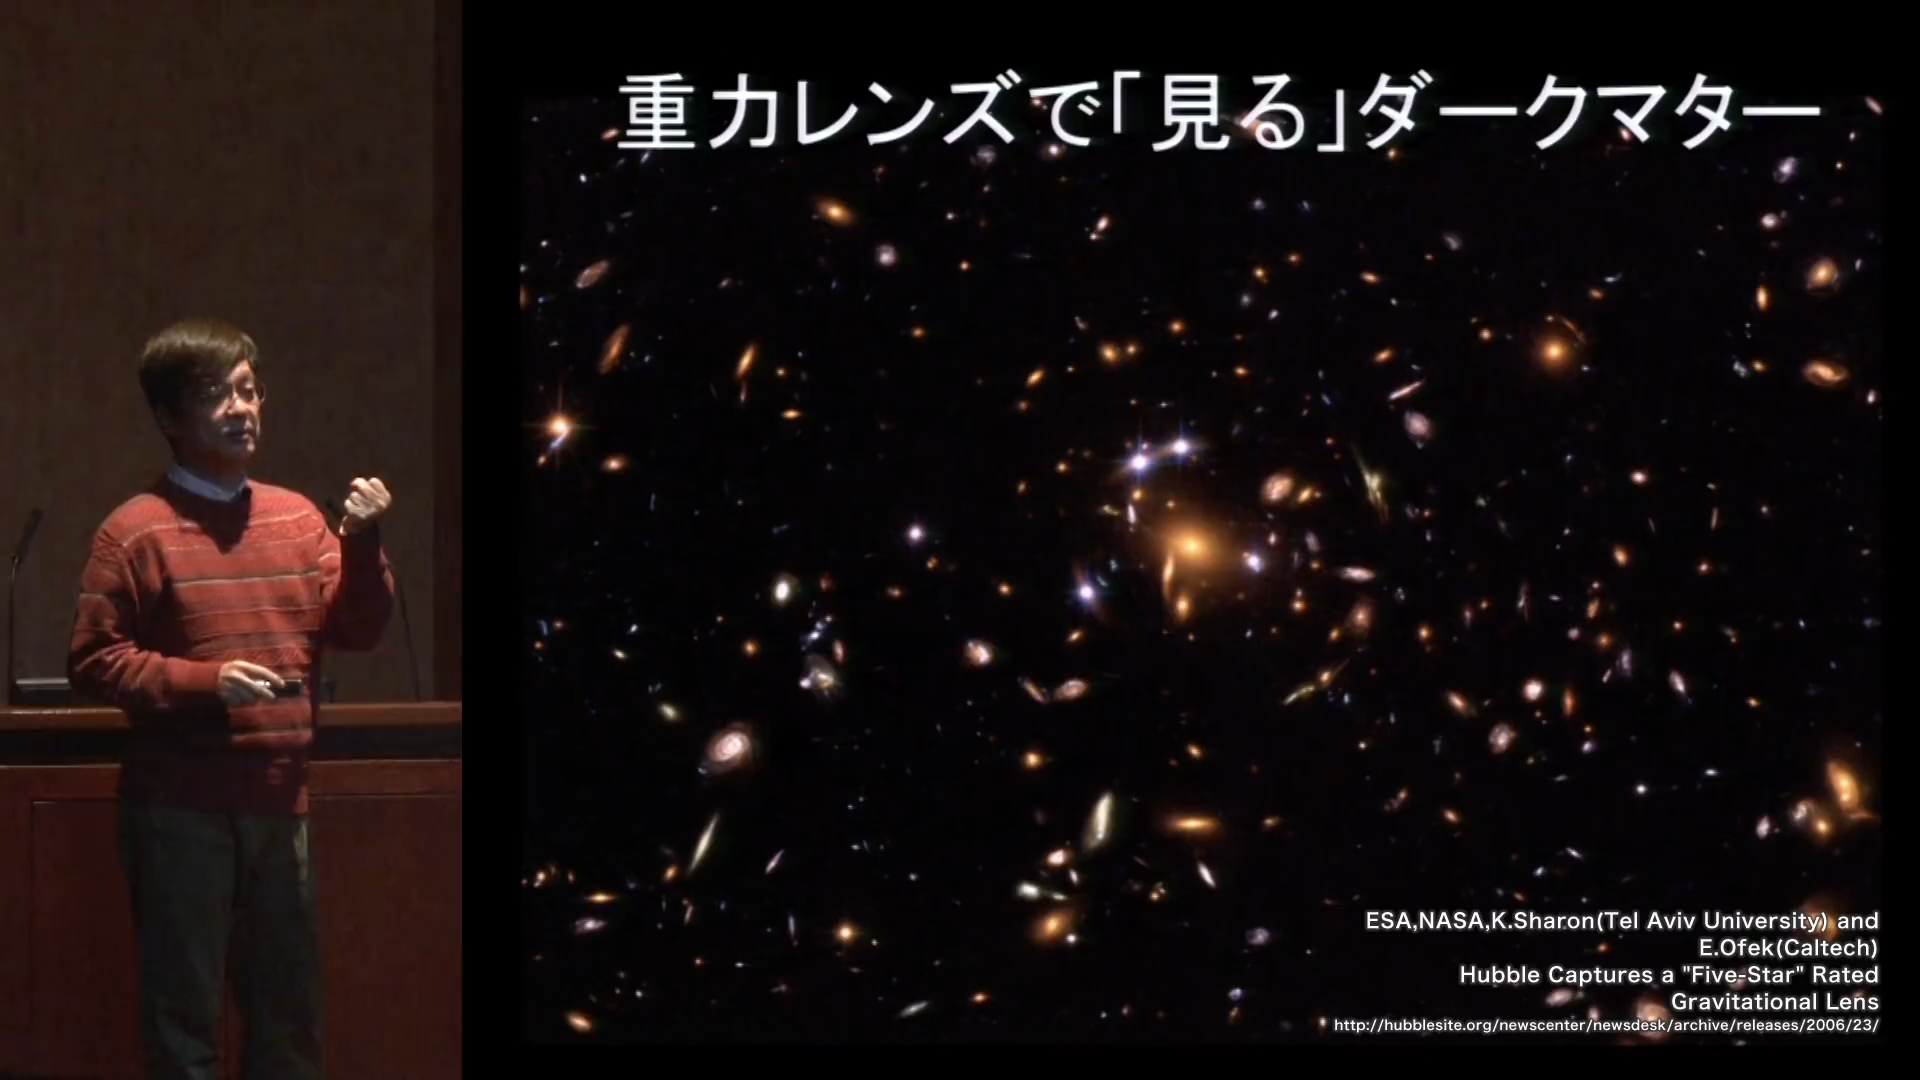 重力レンズで「見る」ダークマター
ESA,NASA,K.Sharon(Tel Aviv University) and
E.Ofek(Caltech)
Hubble Captures a "Five-Star" Rated
Gravitational Lens
http://hubblesite.org/newscenter/newsdesk/archive/releases/2006/23/